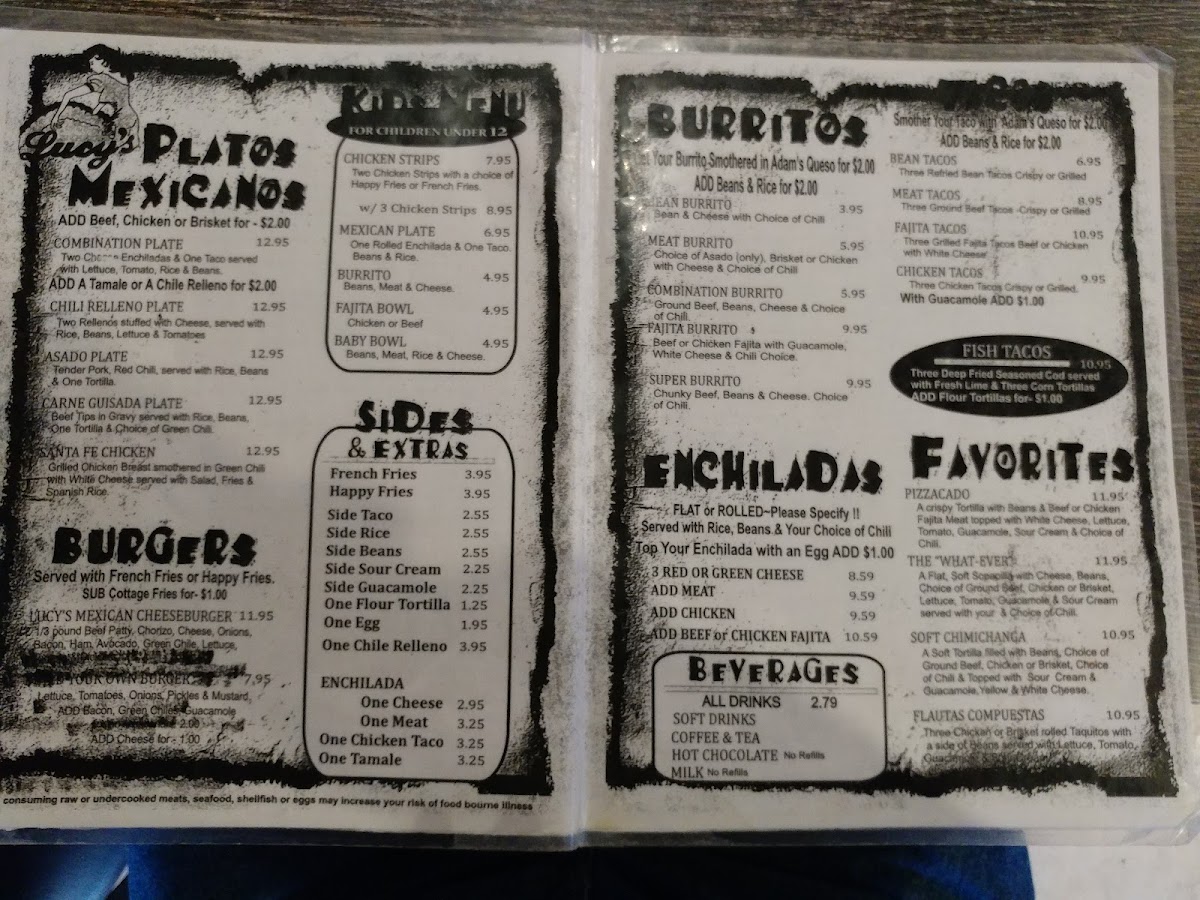 Lucy's PLATOS
MEXICANOS
ADD Beef, Chicken or Brisket for - $2.00
COMBINATION PLATE 12.95
Two Cheese Enchiladas & One Taco served
with Lettuce, Tomato, Rice & Beans.
ADD A Tamale or A Chile Relleno for $2.00
CHILI RELLENO PLATE 12.95
Two Rellenos stuffed with Cheese, served with
Rice, Beans, Lettuce & Tomatoes
ASADO PLATE 12.95
Tender Pork, Red Chili, served with Rice, Beans
& One Tortilla.
CARNE GUISADA PLATE 12.95
Beef Tips in Gravy served with Rice, Beans,
One Tortilla & Choice of Green Chili.
SANTA FE CHICKEN 12.95
Grilled Chicken Breast smothered in Green Chili
with White Cheese served with Salad, Fries &
Spanish Rice.
BURGERS
Served with French Fries or Happy Fries.
SUB Cottage Fries for- $1.00
LUCY'S MEXICAN CHEESEBURGER 11.95
1/3 pound Beef Patty, Chorizo, Cheese, Onions,
Bacon, Ham, Avocado, Green Chile, Lettuce,
YOUR OWN BURGER 7.95
Lettuce, Tomatoes, Onions, Pickles & Mustard,
ADD Bacon, Green Chiles, Guacamole
2.00
ADD Cheese for - 1.00
KIDS MENU
FOR CHILDREN UNDER 12
CHICKEN STRIPS 7.95
Two Chicken Strips with a choice of
Happy Fries or French Fries.
w/ 3 Chicken Strips 8.95
MEXICAN PLATE 6.95
One Rolled Enchilada & One Taco.
Beans & Rice.
BURRITO 4.95
Beans, Meat & Cheese.
FAJITA BOWL 4.95
Chicken or Beef
BABY BOWL 4.95
Beans, Meat, Rice & Cheese.
SIDES
& EXTRAS
French Fries 3.95
Happy Fries 3.95
Side Taco 2.55
Side Rice 2.55
Side Beans 2.55
Side Sour Cream 2.25
Side Guacamole 2.25
One Flour Tortilla 1.25
One Egg 1.95
One Chile Relleno 3.95
ENCHILADA
One Cheese 2.95
One Meat 3.25
One Chicken Taco 3.25
One Tamale 3.25
consuming raw or undercooked meats, seafood, shellfish or eggs may increase your risk of food bourne illness
BURRITOS
Get Your Burrito Smothered in Adam's Queso for $2.00
ADD Beans & Rice for $2.00
BEAN BURRITO 3.95
Bean & Cheese with Choice of Chili
MEAT BURRITO 5.95
Choice of Asado (only), Brisket or Chicken
with Cheese & Choice of Chili
COMBINATION BURRITO 5.95
Ground Beef, Beans, Cheese & Choice
of Chili.
FAJITA BURRITO 9.95
Beef or Chicken Fajita with Guacamole,
White Cheese & Chili Choice.
SUPER BURRITO 9.95
Chunky Beef, Beans & Cheese. Choice
of Chili.
ENCHILADAS
FLAT or ROLLED~Please Specify !!
Served with Rice, Beans & Your Choice of Chili
Top Your Enchilada with an Egg ADD $1.00
3 RED OR GREEN CHEESE 8.59
ADD MEAT 9.59
ADD CHICKEN 9.59
ADD BEEF or CHICKEN FAJITA 10.59
BEVERAGES
ALL DRINKS 2.79
SOFT DRINKS
COFFEE & TEA
HOT CHOCOLATE No Refills
MILK No Refills
TACOS
Smother Your Taco with Adam's Queso for $2.00
ADD Beans & Rice for $2.00
BEAN TACOS 6.95
Three Refried Bean Tacos Crispy or Grilled
MEAT TACOS 8.95
Three Ground Beef Tacos -Crispy or Grilled
FAJITA TACOS 10.95
Three Grilled Fajita Tacos Beef or Chicken
with White Cheese
CHICKEN TACOS 9.95
Three Chicken Tacos Crispy or Grilled.
With Guacamole ADD $1.00
FISH TACOS
10.95
Three Deep Fried Seasoned Cod served
with Fresh Lime & Three Corn Tortillas
ADD Flour Tortillas for- $1.00
FAVORITES
PIZZACADO 11.95
A crispy Tortilla with Beans & Beef or Chicken
Fajita Meat topped with White Cheese, Lettuce,
Tomato, Guacamole, Sour Cream & Choice of
Chili.
THE "WHAT-EVER" 11.95
A Flat, Soft Sopapilla with Cheese, Beans,
Choice of Ground Beef, Chicken or Brisket,
Lettuce, Tomato, Guacamole & Sour Cream
served with your & Choice of Chili.
SOFT CHIMICHANGA 10.95
A Soft Tortilla filled with Beans, Choice of
Ground Beef, Chicken or Brisket, Choice
of Chili & Topped with Sour Cream &
Guacamole, Yellow & White Cheese.
FLAUTAS COMPUESTAS 10.95
Three Chicken or Brisket rolled Taquitos with
a side of Beans served with Lettuce, Tomato,